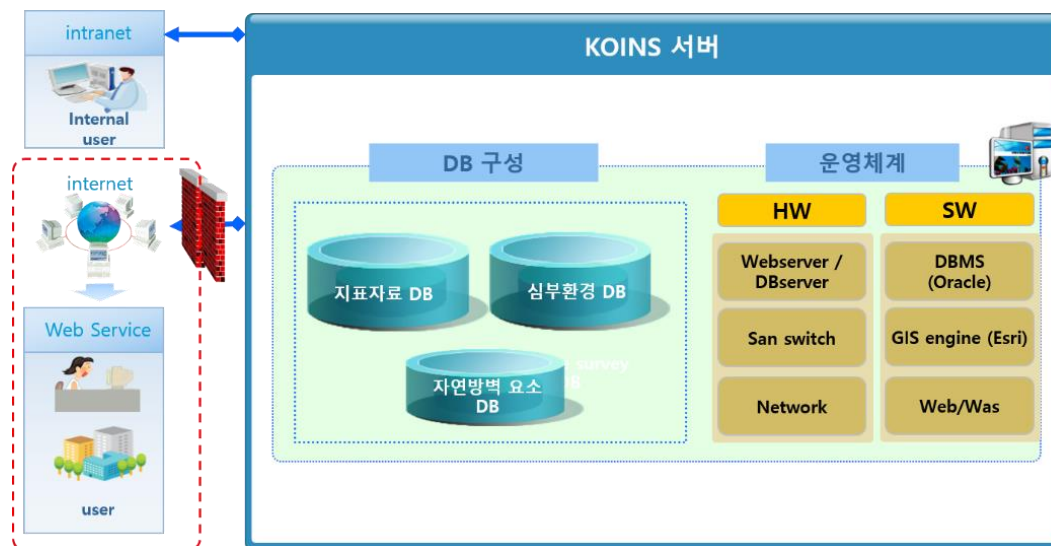 intranet
Internal
user
internet
Web Service
user
KOINS 서버
DB 구성
지표자료 DB
심부환경 DB
survey
자연방벽 요소
DB
운영체계
HW
SW
Webserver /
DBserver
San switch
Network
DBMS
(Oracle)
GIS engine (Esri)
Web/Was